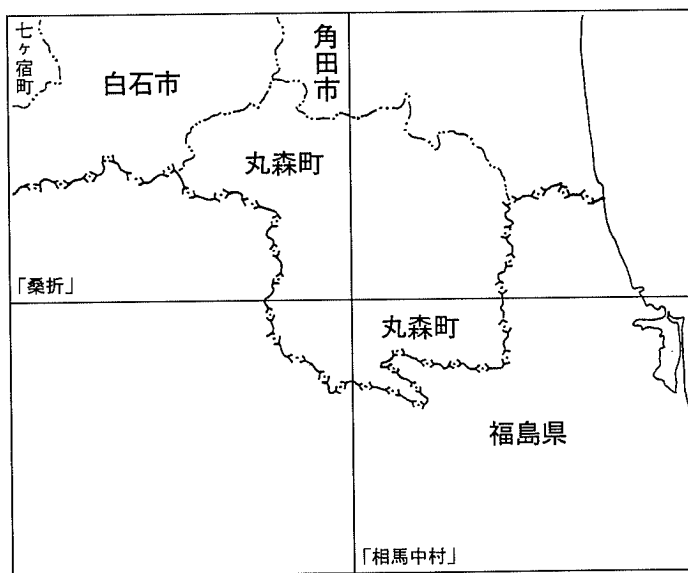 七ヶ宿町
白石市
角田市
丸森町
「桑折」
丸森町
福島県
「相馬中村」